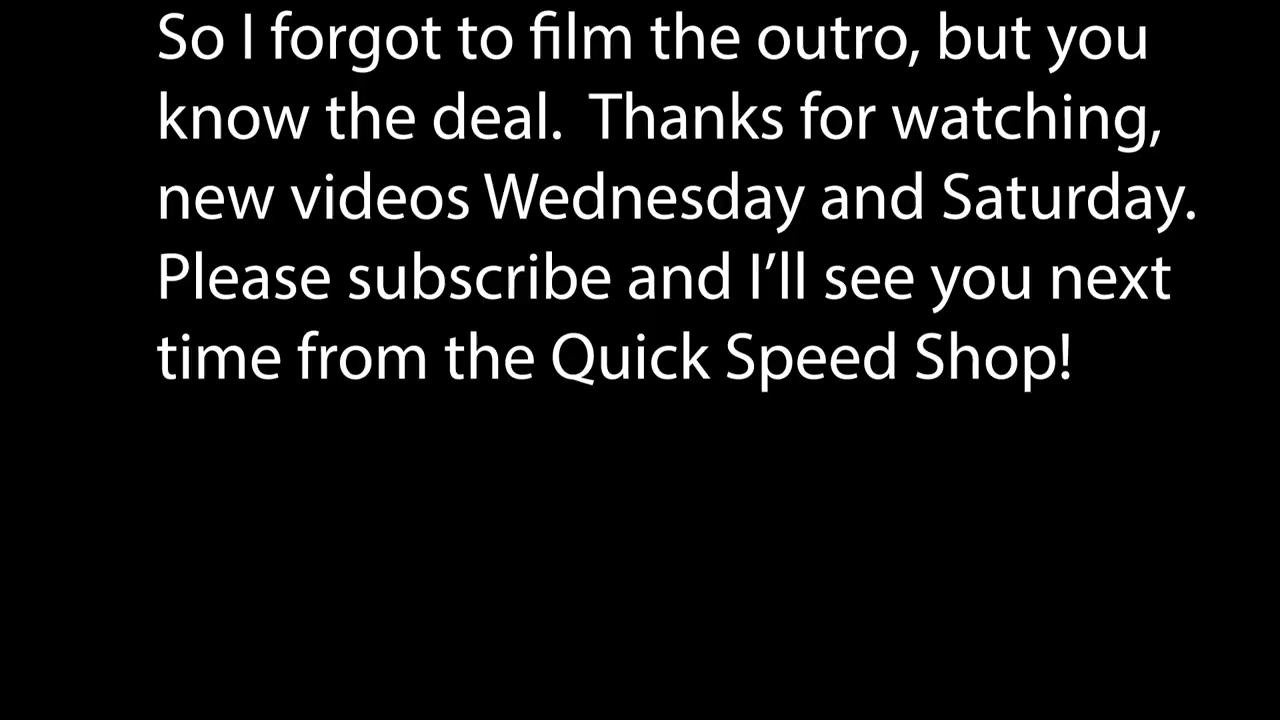 So I forgot to film the outro, but you
know the deal.  Thanks for watching,
new videos Wednesday and Saturday.
Please subscribe and I’ll see you next
time from the Quick Speed Shop!